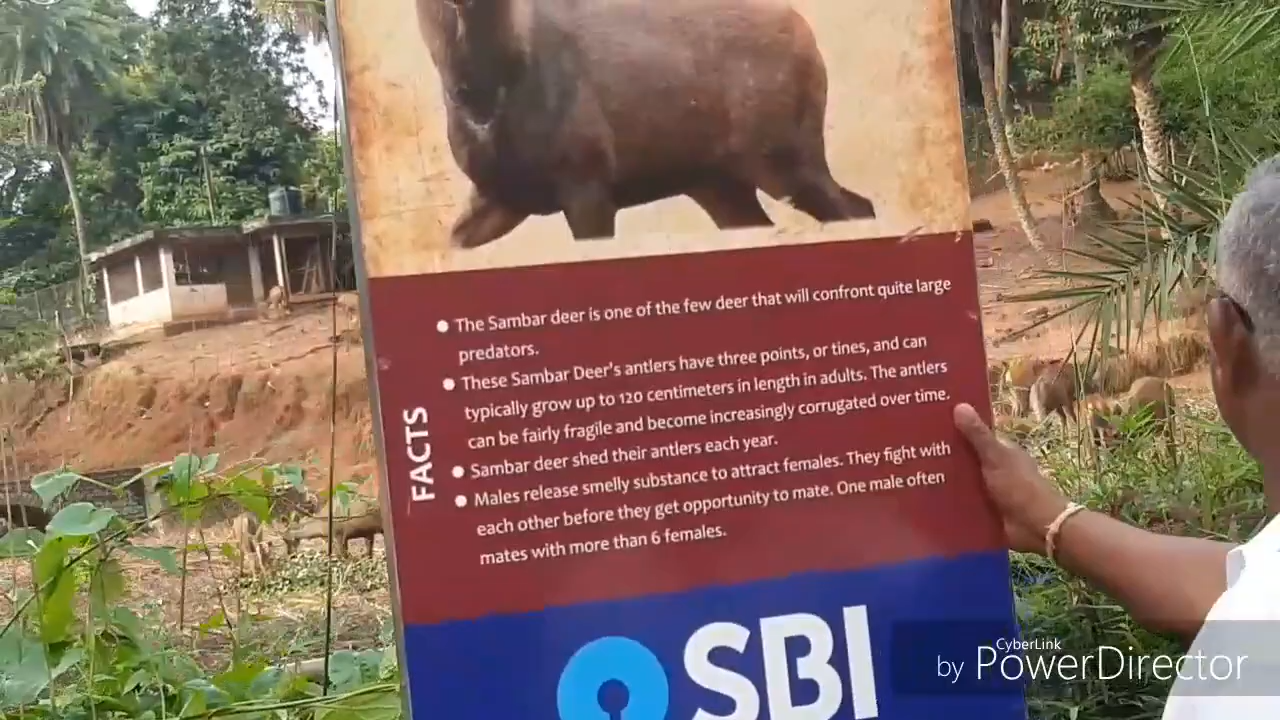 FACTS
● The Sambar deer is one of the few deer that will confront quite large
predators.
● These Sambar Deer's antlers have three points, or tines, and can
typically grow up to 120 centimeters in length in adults. The antlers
can be fairly fragile and become increasingly corrugated over time.
● Sambar deer shed their antlers each year.
● Males release smelly substance to attract females. They fight with
each other before they get opportunity to mate. One male often
mates with more than 6 females.
SBI
CyberLink
by PowerDirector